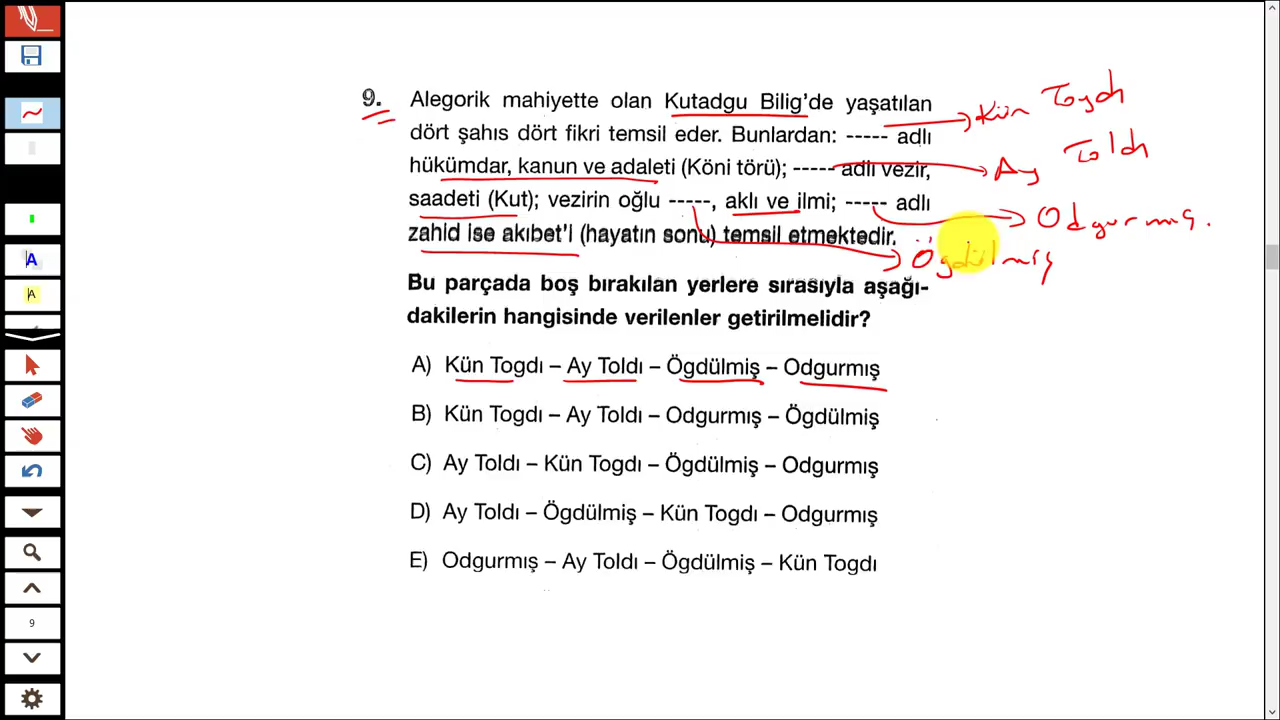 9. Alegorik mahiyette olan Kutadgu Bilig'de yaşatılan
dört şahıs dört fikri temsil eder. Bunlardan: ----- adlı
hükümdar, kanun ve adaleti (Köni törü); ----- adlı vezir,
saadeti (Kut); vezirin oğlu -----, aklı ve ilmi; ----- adlı
zahid ise akıbet'i (hayatın sonu) temsil etmektedir.
Kün Togdı
Ay Toldı
Odgurmış.
Ögdülmiş
Bu parçada boş bırakılan yerlere sırasıyla aşağı-
dakilerin hangisinde verilenler getirilmelidir?
A) Kün Togdı – Ay Toldı – Ögdülmiş – Odgurmış
B) Kün Togdı – Ay Toldı – Odgurmış – Ögdülmiş
C) Ay Toldı – Kün Togdı – Ögdülmiş – Odgurmış
D) Ay Toldı – Ögdülmiş – Kün Togdı – Odgurmış
E) Odgurmış – Ay Toldı – Ögdülmiş – Kün Togdı
A
A
9